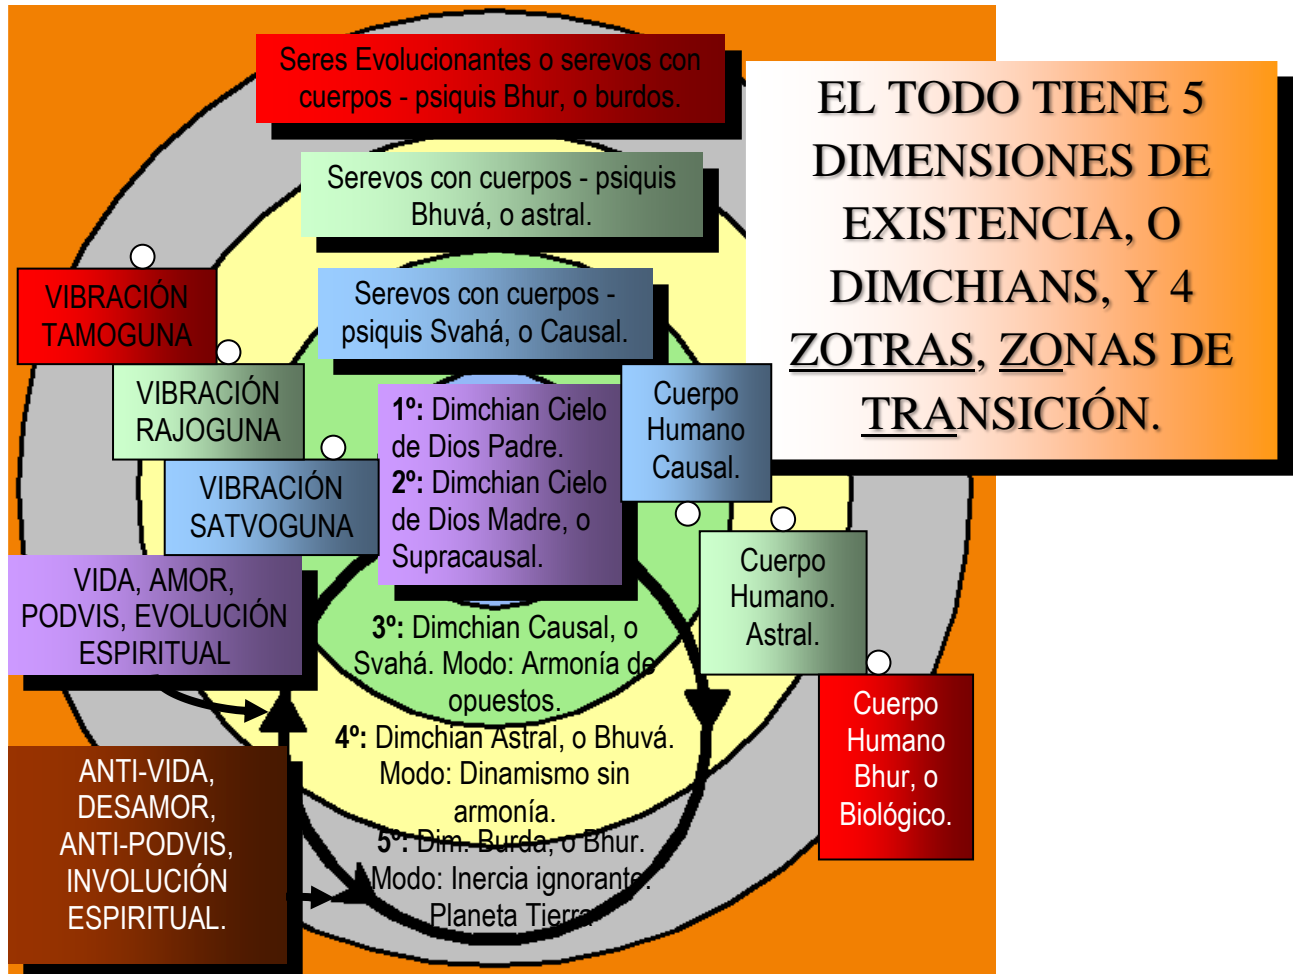 Seres Evolucionantes o serevos con
cuerpos - psiquis Bhur, o burdos.
EL TODO TIENE 5
DIMENSIONES DE
EXISTENCIA, O
DIMCHIANS, Y 4
ZOTRAS, ZONAS DE
TRANSICIÓN.
Serevos con cuerpos - psiquis
Bhuvá, o astral.
Serevos con cuerpos -
psiquis Svahá, o Causal.
VIBRACIÓN
TAMOGUNA
VIBRACIÓN
RAJOGUNA
VIBRACIÓN
SATVOGUNA
1º: Dimchian Cielo
de Dios Padre.
2º: Dimchian Cielo
de Dios Madre, o
Supracausal.
Cuerpo
Humano
Causal.
Cuerpo
Humano.
Astral.
Cuerpo
Humano
Bhur, o
Biológico.
VIDA, AMOR,
PODVIS, EVOLUCIÓN
ESPIRITUAL
3º: Dimchian Causal, o
Svahá. Modo: Armonía de
opuestos.
4º: Dimchian Astral, o Bhuvá.
Modo: Dinamismo sin
armonía.
5º: Dim. Burda, o Bhur.
Modo: Inercia ignorante.
Planeta Tierra
ANTI-VIDA,
DESAMOR,
ANTI-PODVIS,
INVOLUCIÓN
ESPIRITUAL.